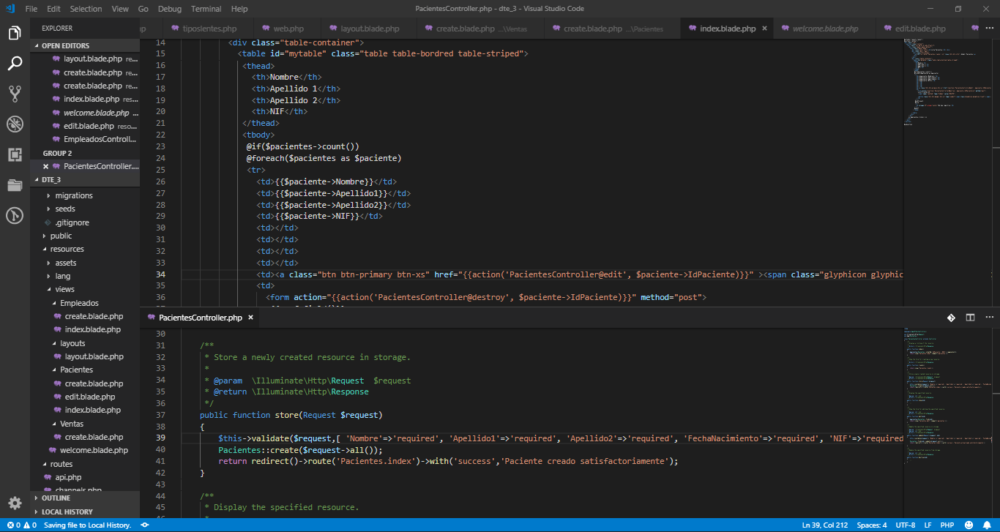 File Edit Selection View Go Debug Terminal Help
PacientesController.php - dte_3 - Visual Studio Code
EXPLORER
OPEN EDITORS
layout.blade.php re...
create.blade.php re...
create.blade.php re...
index.blade.php res...
welcome.blade.php ...
edit.blade.php reso...
EmpleadosControll...
GROUP 2
PacientesController....
DTE_3
migrations
seeds
.gitignore
public
resources
assets
lang
views
Empleados
create.blade.php
index.blade.php
layouts
layout.blade.php
Pacientes
create.blade.php
edit.blade.php
index.blade.php
Ventas
create.blade.php
welcome.blade.php
routes
api.php
channels.php
OUTLINE
LOCAL HISTORY
tiposlentes.php web.php layout.blade.php create.blade.php ...\Ventas create.blade.php ...\Pacientes index.blade.php welcome.blade.php edit.blade.php
14 <div class="table-container">
15 <table id="mytable" class="table table-bordred table-striped">
16 <thead>
17 <th>Nombre</th>
18 <th>Apellido 1</th>
19 <th>Apellido 2</th>
20 <th>NIF</th>
21 </thead>
22 <tbody>
23 @if($pacientes->count())
24 @foreach($pacientes as $paciente)
25 <tr>
26 <td>{{$paciente->Nombre}}</td>
27 <td>{{$paciente->Apellido1}}</td>
28 <td>{{$paciente->Apellido2}}</td>
29 <td>{{$paciente->NIF}}</td>
30 <td></td>
31 <td></td>
32 <td></td>
33 <td></td>
34 <td><a class="btn btn-primary btn-xs" href="{{action('PacientesController@edit', $paciente->IdPaciente)}}" ><span class="glyphicon glyphic
35 <td>
36 <form action="{{action('PacientesController@destroy', $paciente->IdPaciente)}}" method="post">
PacientesController.php
30
31 /**
32 * Store a newly created resource in storage.
33 *
34 * @param \Illuminate\Http\Request $request
35 * @return \Illuminate\Http\Response
36 */
37 public function store(Request $request)
38 {
39 $this->validate($request,[ 'Nombre'=>'required', 'Apellido1'=>'required', 'Apellido2'=>'required', 'FechaNacimiento'=>'required', 'NIF'=>'required
40 Pacientes::create($request->all());
41 return redirect()->route('Pacientes.index')->with('success','Paciente creado satisfactoriamente');
42 }
43
44 /**
45 * Display the specified resource.
0 0 Saving file to Local History.
Ln 39, Col 212 Spaces: 4 UTF-8 LF PHP